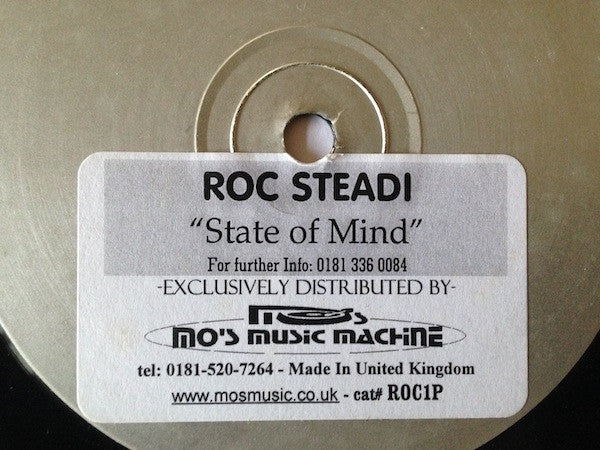 ROC STEADI
“State of Mind”
For further Info: 0181 336 0084
-EXCLUSIVELY DISTRIBUTED BY-
MO's
MO'S MUSIC MACHINE
tel: 0181-520-7264 - Made In United Kingdom
www.mosmusic.co.uk - cat# ROC1P